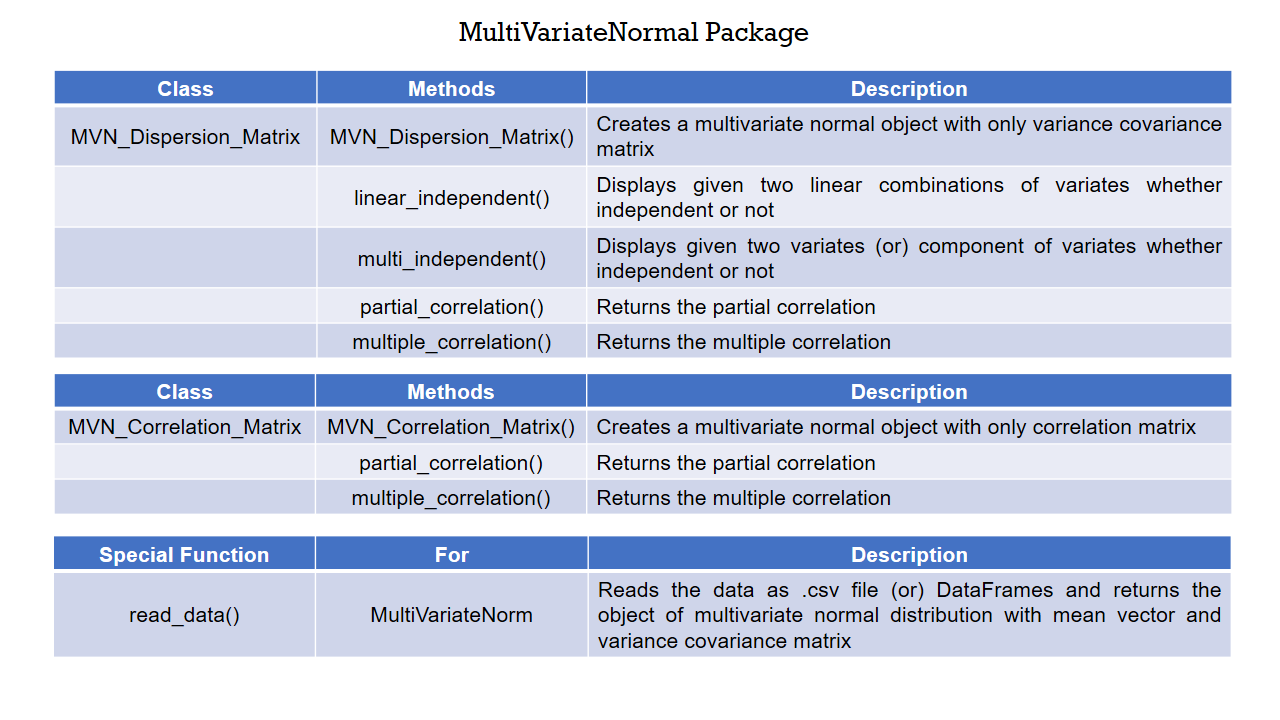 MultiVariateNormal Package
Class Methods Description
MVN_Dispersion_Matrix MVN_Dispersion_Matrix() Creates a multivariate normal object with only variance covariance
matrix
linear_independent() Displays given two linear combinations of variates whether
independent or not
multi_independent() Displays given two variates (or) component of variates whether
independent or not
partial_correlation() Returns the partial correlation
multiple_correlation() Returns the multiple correlation
Class Methods Description
MVN_Correlation_Matrix MVN_Correlation_Matrix() Creates a multivariate normal object with only correlation matrix
partial_correlation() Returns the partial correlation
multiple_correlation() Returns the multiple correlation
Special Function For Description
read_data() MultiVariateNorm Reads the data as .csv file (or) DataFrames and returns the
object of multivariate normal distribution with mean vector and
variance covariance matrix